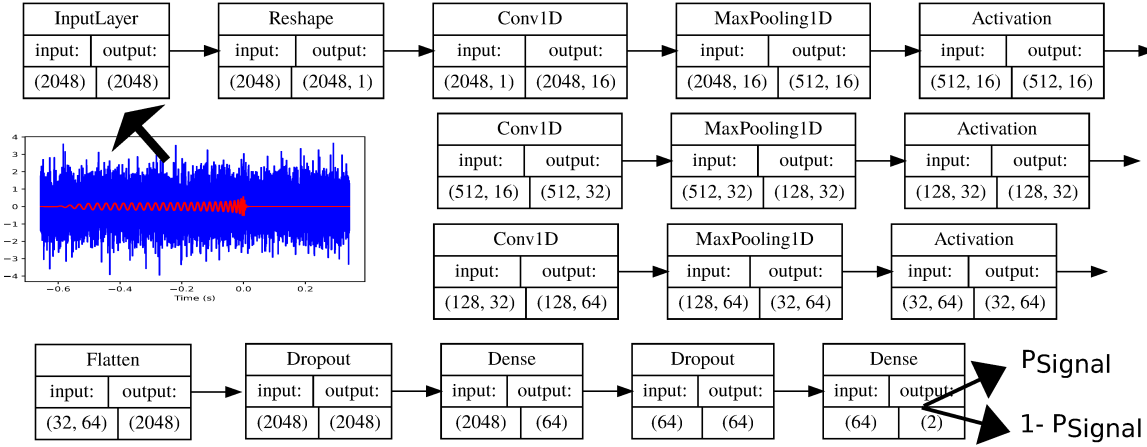 InputLayer Reshape Conv1D MaxPooling1D Activation
input: output: input: output: input: output: input: output: input: output:
(2048) (2048) (2048) (2048, 1) (2048, 1) (2048, 16) (2048, 16) (512, 16) (512, 16) (512, 16)
Conv1D MaxPooling1D Activation
input: output: input: output: input: output:
(512, 16) (512, 32) (512, 32) (128, 32) (128, 32) (128, 32)
4
3
2
1
0
−1
−2
−3
−4
−0.6 −0.4 −0.2 0.0 0.2
Time (s)
Conv1D MaxPooling1D Activation
input: output: input: output: input: output:
(128, 32) (128, 64) (128, 64) (32, 64) (32, 64) (32, 64)
Flatten Dropout Dense Dropout Dense
input: output: input: output: input: output: input: output: input: output:
(32, 64) (2048) (2048) (2048) (2048) (64) (64) (64) (64) (2)
PSignal
1- PSignal